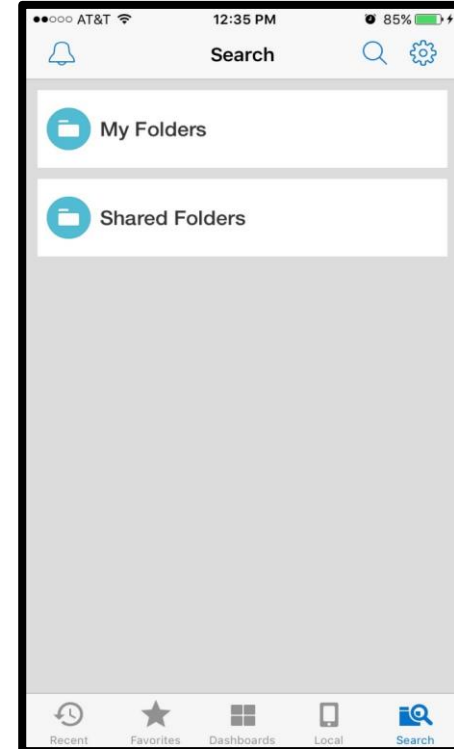 AT&T 12:35 PM 85%
Search
My Folders
Shared Folders
Recent Favorites Dashboards Local Search